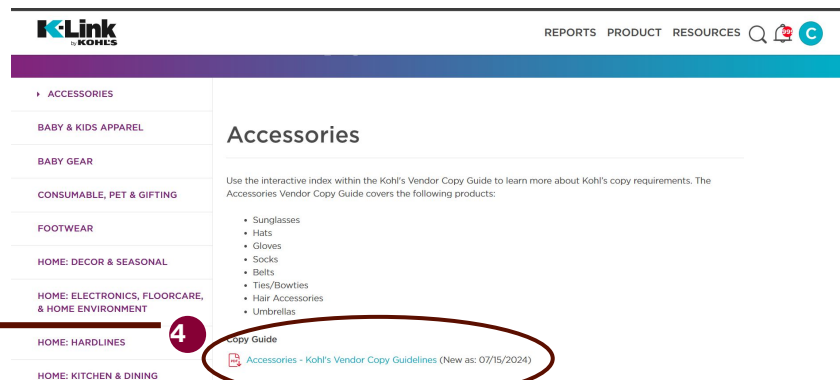 K-Link
by KOHL'S
REPORTS PRODUCT RESOURCES
99
C
ACCESSORIES
BABY & KIDS APPAREL
BABY GEAR
CONSUMABLE, PET & GIFTING
FOOTWEAR
HOME: DECOR & SEASONAL
HOME: ELECTRONICS, FLOORCARE,
& HOME ENVIRONMENT
HOME: HARDLINES
HOME: KITCHEN & DINING
Accessories
Use the interactive index within the Kohl's Vendor Copy Guide to learn more about Kohl's copy requirements. The
Accessories Vendor Copy Guide covers the following products:
• Sunglasses
• Hats
• Gloves
• Socks
• Belts
• Ties/Bowties
• Hair Accessories
• Umbrellas
4
Copy Guide
Accessories - Kohl's Vendor Copy Guidelines (New as: 07/15/2024)